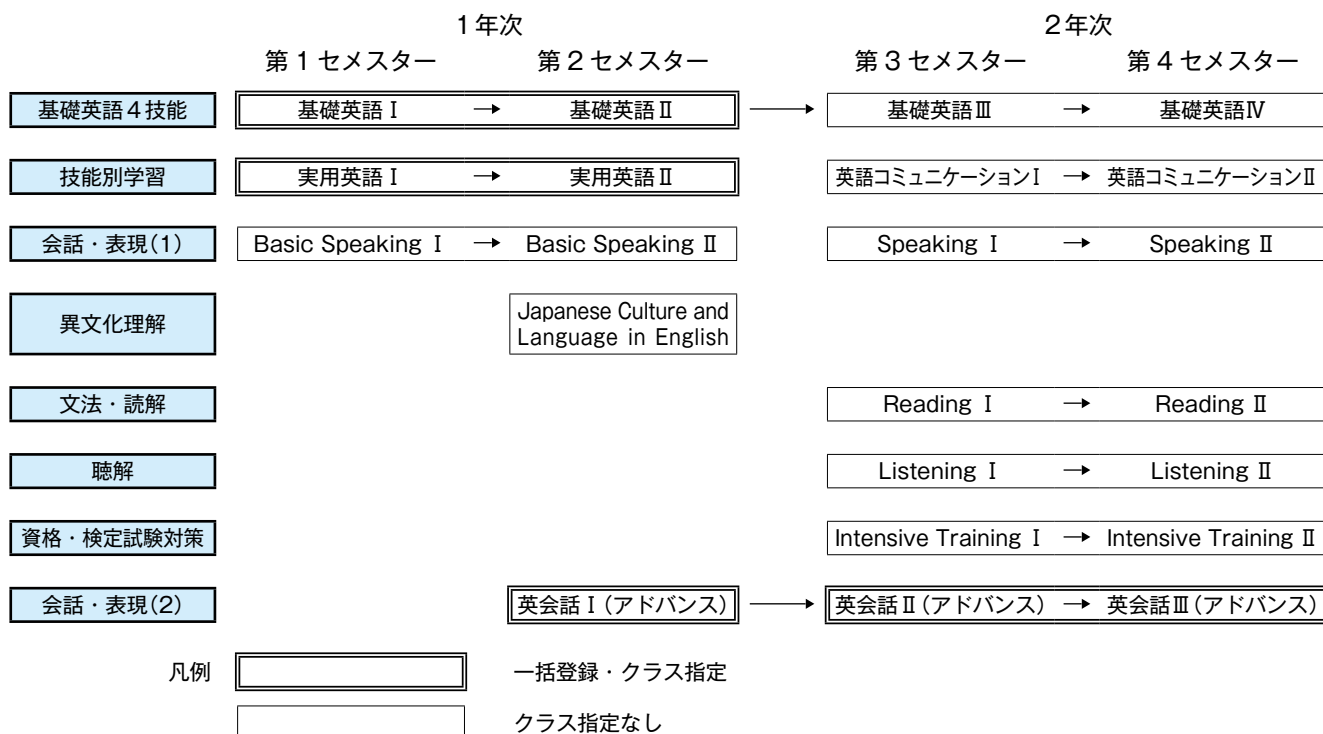 1年次 2年次
第1セメスター 第2セメスター 第3セメスター 第4セメスター
基礎英語4技能 基礎英語Ⅰ → 基礎英語Ⅱ → 基礎英語Ⅲ → 基礎英語Ⅳ
技能別学習 実用英語Ⅰ → 実用英語Ⅱ 英語コミュニケーションⅠ → 英語コミュニケーションⅡ
会話・表現(1) Basic Speaking Ⅰ → Basic Speaking Ⅱ Speaking Ⅰ → Speaking Ⅱ
異文化理解 Japanese Culture and
Language in English
文法・読解 Reading Ⅰ → Reading Ⅱ
聴解 Listening Ⅰ → Listening Ⅱ
資格・検定試験対策 Intensive Training Ⅰ → Intensive Training Ⅱ
会話・表現(2) 英会話Ⅰ(アドバンス) → 英会話Ⅱ(アドバンス) → 英会話Ⅲ(アドバンス)
凡例 一括登録・クラス指定
クラス指定なし